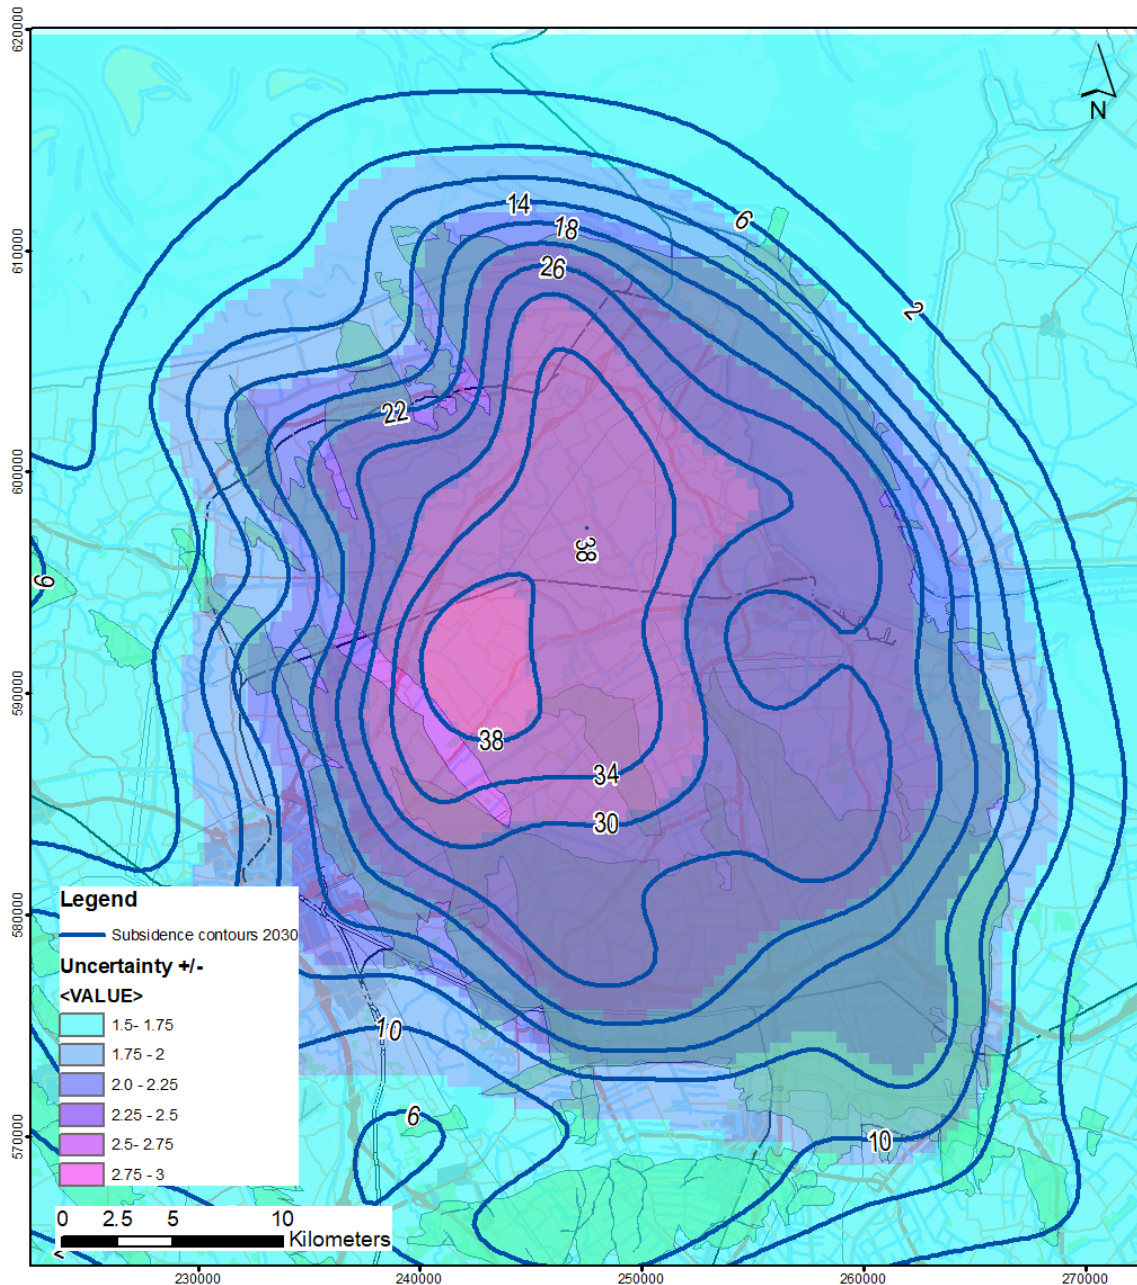 620000
610000
600000
590000
580000
570000
N
14
18
26
6
2
22
38
6
38
34
30
10
6
10
Legend
Subsidence contours 2030
Uncertainty +/-
<VALUE>
1.5- 1.75
1.75 - 2
2.0 - 2.25
2.25 - 2.5
2.5- 2.75
2.75 - 3
0 2.5 5 10
Kilometers
230000 240000 250000 260000 270000